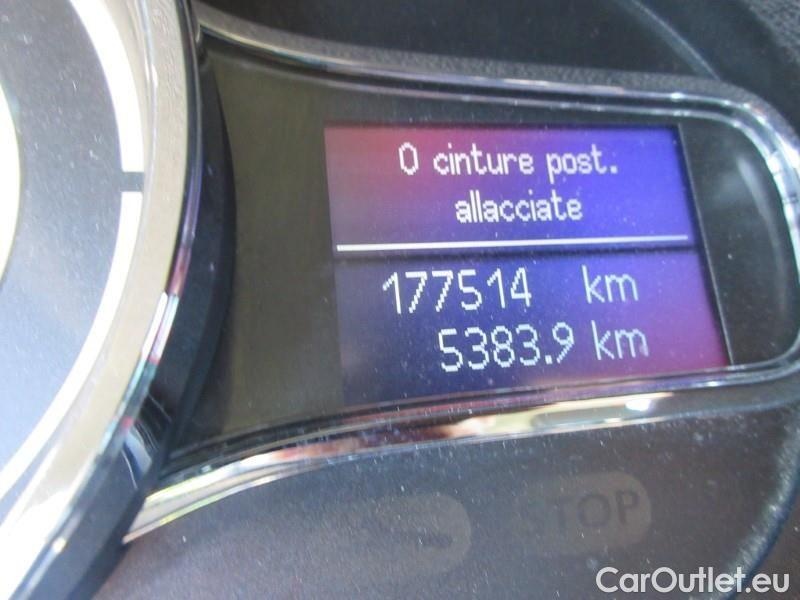 0 cinture post.
allacciate
177514 km
5383.9 km
STOP
CarOutlet.eu